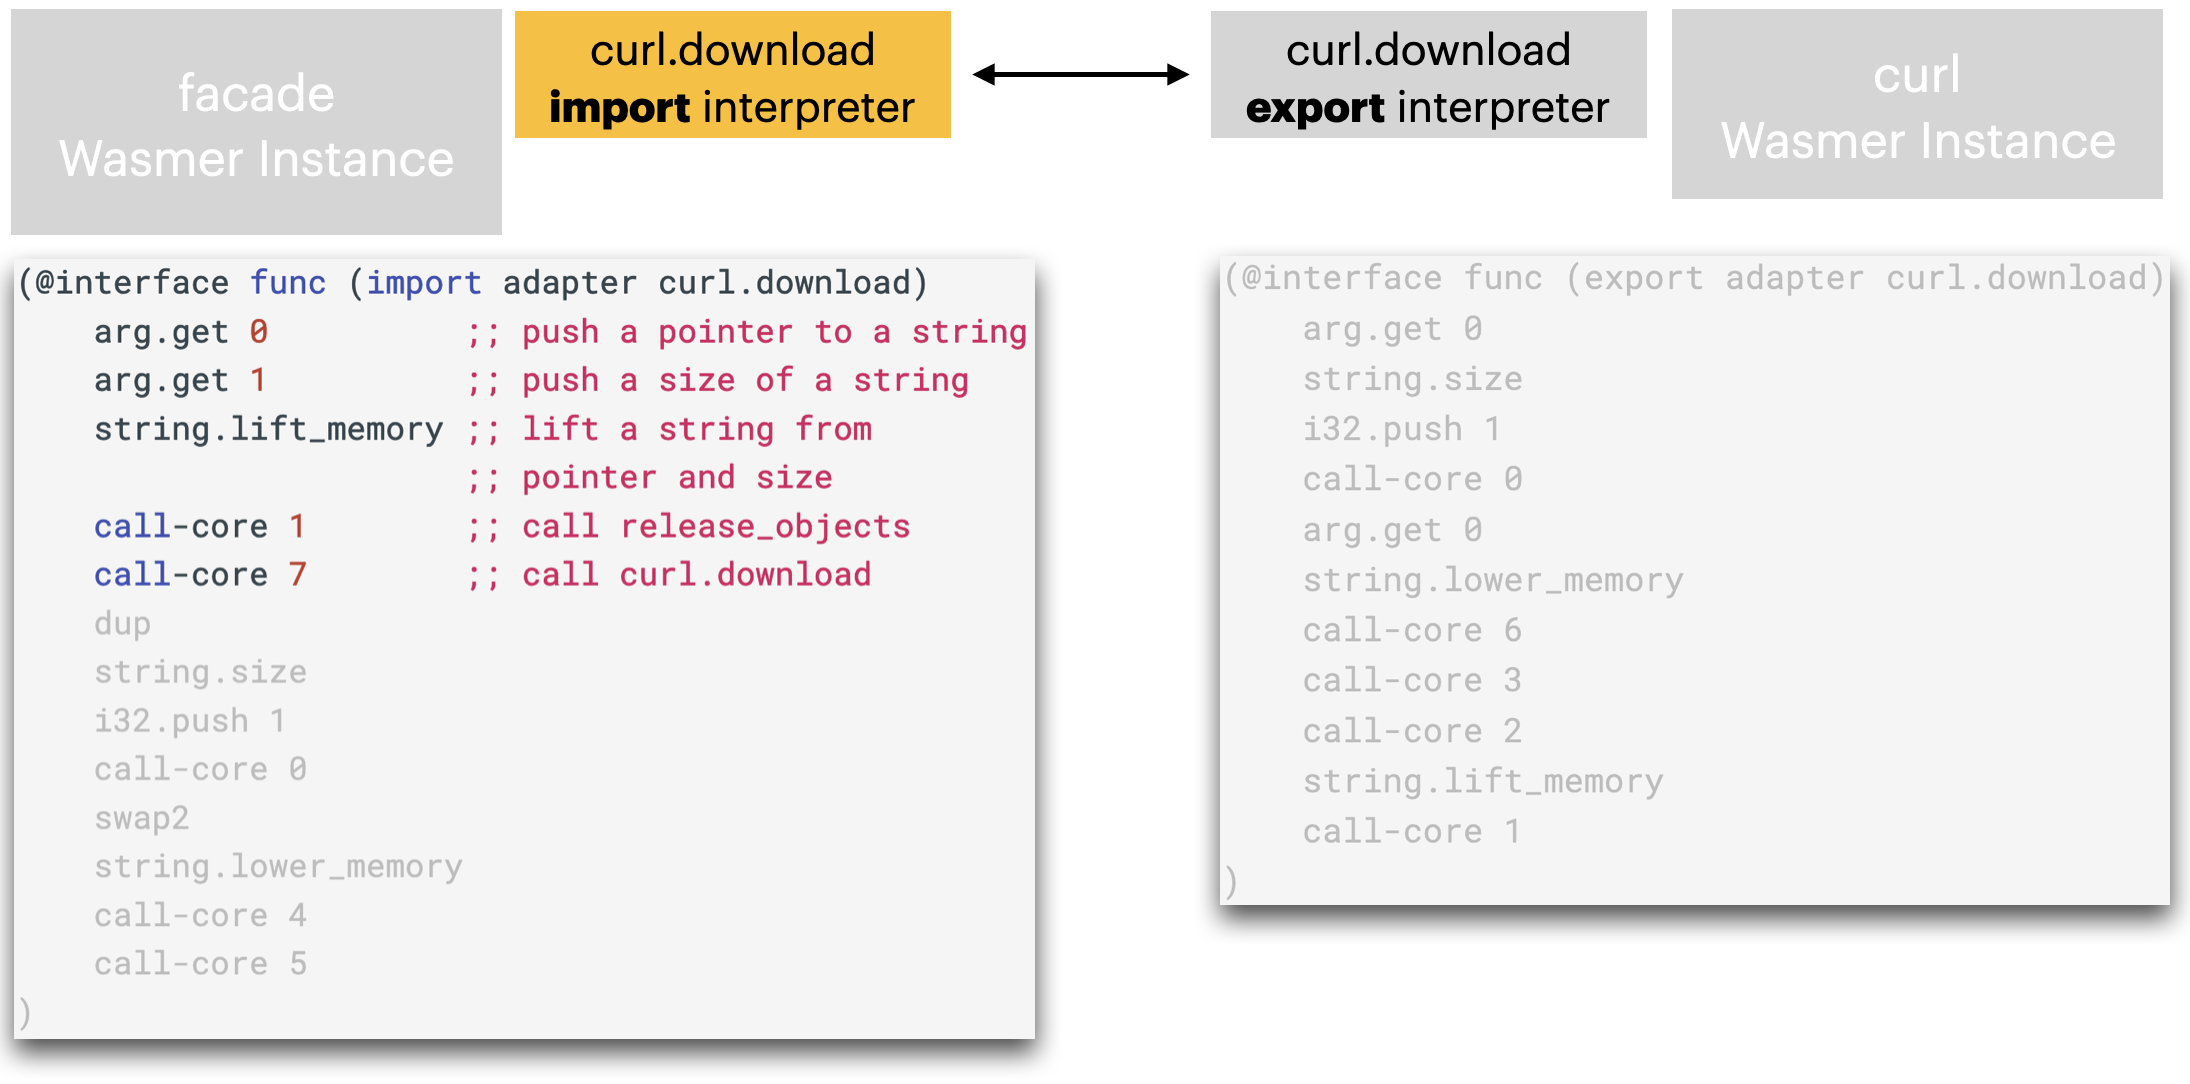 facade
Wasmer Instance
curl.download
import interpreter
curl.download
export interpreter
curl
Wasmer Instance
(@interface func (import adapter curl.download)
arg.get 0 ;; push a pointer to a string
arg.get 1 ;; push a size of a string
string.lift_memory ;; lift a string from
;; pointer and size
call-core 1 ;; call release_objects
call-core 7 ;; call curl.download
dup
string.size
i32.push 1
call-core 0
swap2
string.lower_memory
call-core 4
call-core 5
)
(@interface func (export adapter curl.download)
arg.get 0
string.size
i32.push 1
call-core 0
arg.get 0
string.lower_memory
call-core 6
call-core 3
call-core 2
string.lift_memory
call-core 1
)